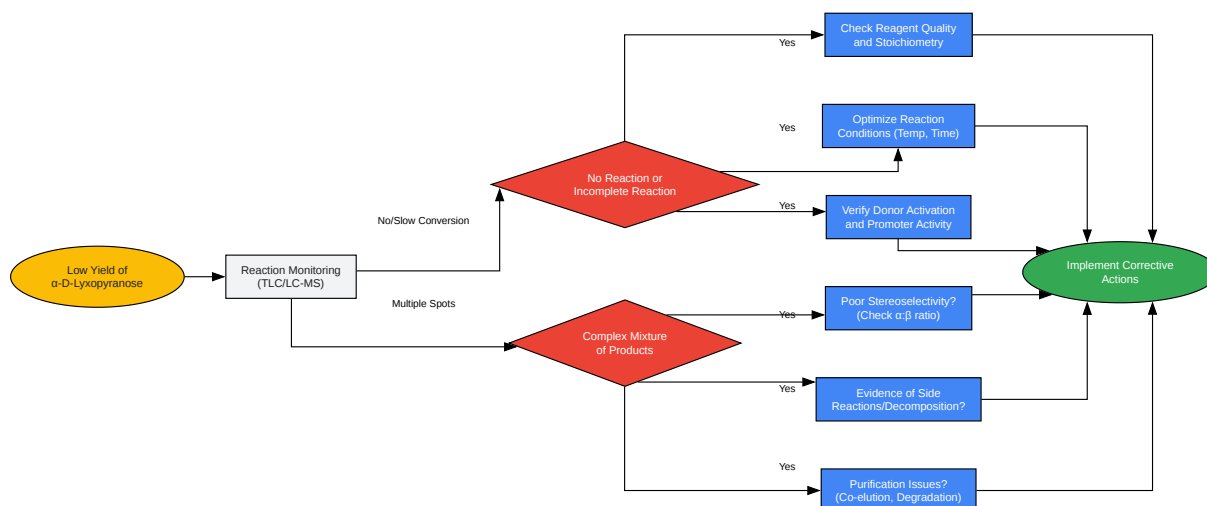 Low Yield of
α-D-Lyxopyranose
Reaction Monitoring
(TLC/LC-MS)
No/Slow Conversion
Multiple Spots
No Reaction or
Incomplete Reaction
Complex Mixture
of Products
Yes
Check Reagent Quality
and Stoichiometry
Yes
Optimize Reaction
Conditions (Temp, Time)
Yes
Verify Donor Activation
and Promoter Activity
Yes
Poor Stereoselectivity?
(Check α:β ratio)
Yes
Evidence of Side
Reactions/Decomposition?
Yes
Purification Issues?
(Co-elution, Degradation)
Implement Corrective
Actions